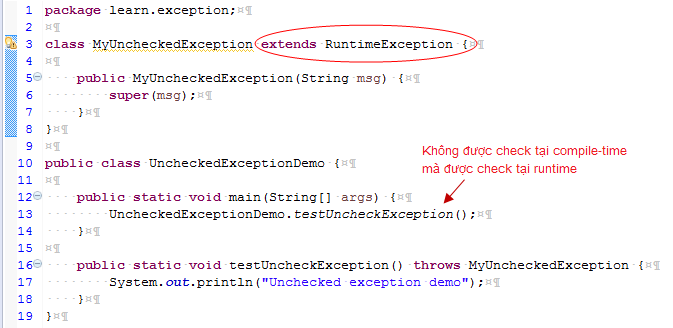 1 package learn.exception;¤¶
2 ¤¶
3 class MyUncheckedException extends RuntimeException {¤¶
4 ¤¶
5 public MyUncheckedException(String msg) {¤¶
6 super(msg);¤¶
7 }¤¶
8 }¤¶
9 ¤¶
10 public class UncheckedExceptionDemo {¤¶
11 ¤¶
Không được check tại compile-time
mà được check tại runtime
12 public static void main(String[] args) {¤¶
13 UncheckedExceptionDemo.testUncheckException();¤¶
14 }¤¶
15 ¤¶
16 public static void testUncheckException() throws MyUncheckedException {¤¶
17 System.out.println("Unchecked exception demo");¤¶
18 }¤¶
19 }¤¶